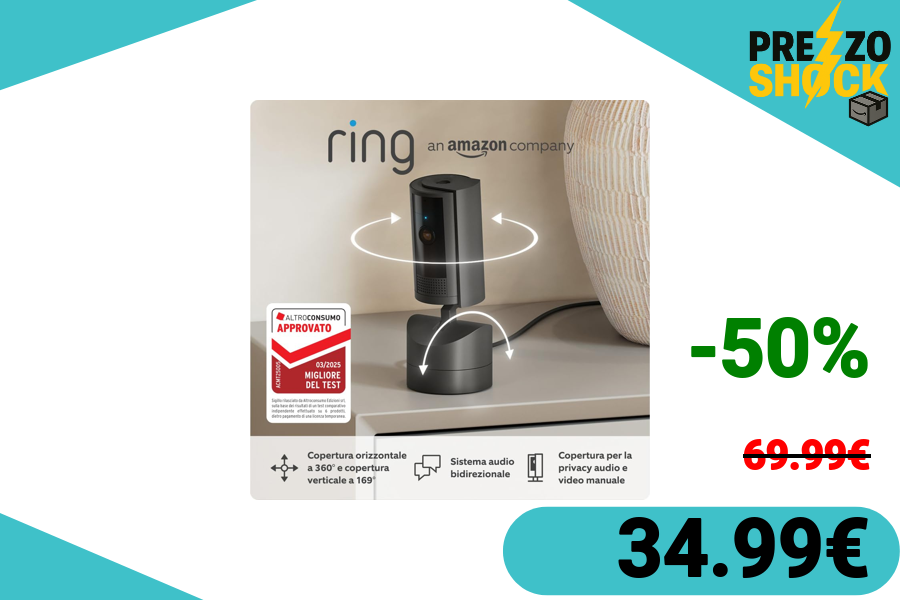 PREZZO
SHOCK
ring an amazon company
ALTROCONSUMO
APPROVATO
03/2025
MIGLIORE
DEL TEST
Copertura orizzontale
a 360° e copertura
verticale a 169°
Sistema audio
bidirezionale
Copertura per la
privacy audio e
video manuale
-50%
69.99€
34.99€